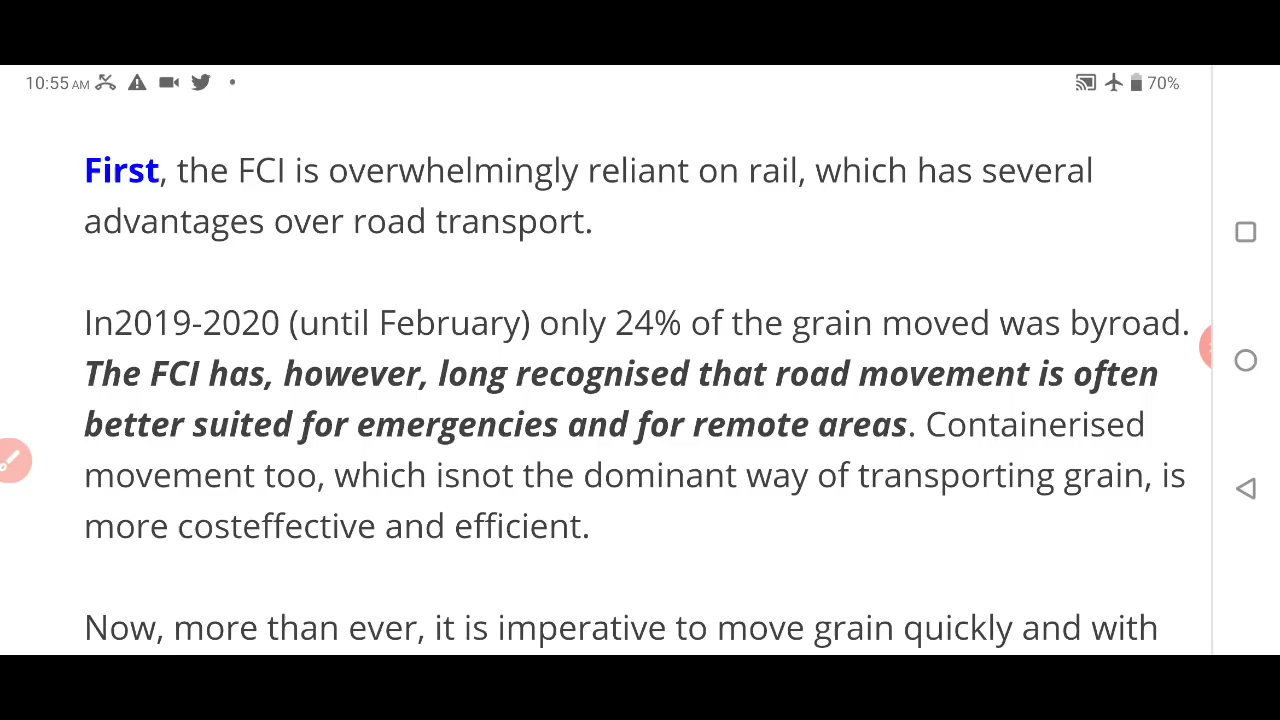 10:55 AM
70%
First, the FCI is overwhelmingly reliant on rail, which has several
advantages over road transport.
In2019-2020 (until February) only 24% of the grain moved was byroad.
The FCI has, however, long recognised that road movement is often
better suited for emergencies and for remote areas. Containerised
movement too, which isnot the dominant way of transporting grain, is
more costeffective and efficient.
Now, more than ever, it is imperative to move grain quickly and with